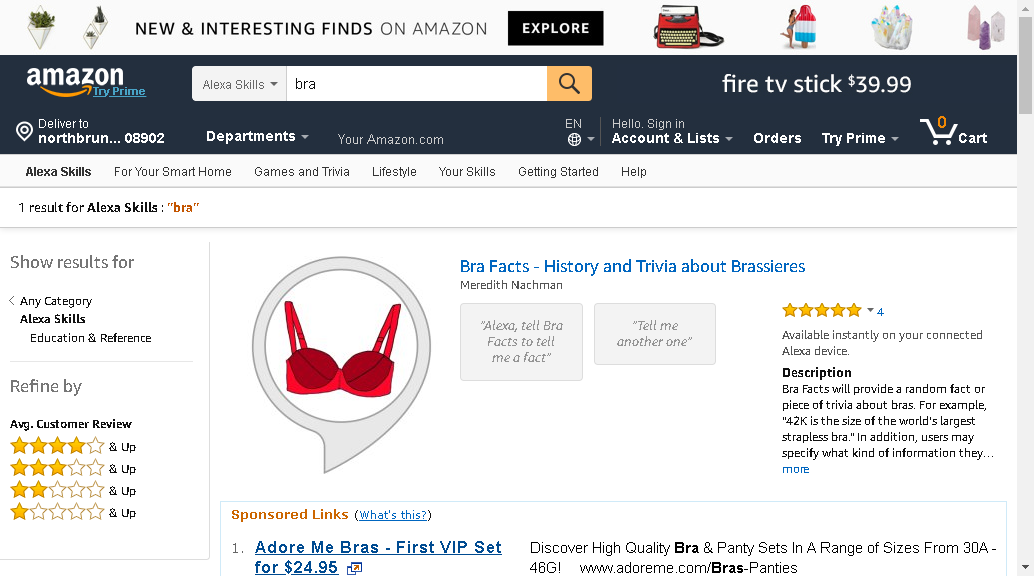 NEW & INTERESTING FINDS ON AMAZON
EXPLORE
amazon
Try Prime
Alexa Skills
bra
fire tv stick $39.99
Deliver to
northbrun... 08902
Departments
Your Amazon.com
EN
Hello. Sign in
Account & Lists
Orders
Try Prime
0
Cart
Alexa Skills
For Your Smart Home
Games and Trivia
Lifestyle
Your Skills
Getting Started
Help
1 result for Alexa Skills : "bra"
Show results for
Any Category
Alexa Skills
Education & Reference
Refine by
Avg. Customer Review
& Up
& Up
& Up
& Up
Bra Facts - History and Trivia about Brassieres
Meredith Nachman
"Alexa, tell Bra
Facts to tell
me a fact"
"Tell me
another one"
4
Available instantly on your connected
Alexa device.
Description
Bra Facts will provide a random fact or
piece of trivia about bras. For example,
"42K is the size of the world's largest
strapless bra." In addition, users may
specify what kind of information they...
more
Sponsored Links (What's this?)
1. Adore Me Bras - First VIP Set
for $24.95
Discover High Quality Bra & Panty Sets In A Range of Sizes From 30A -
46G! www.adoreme.com/Bras-Panties